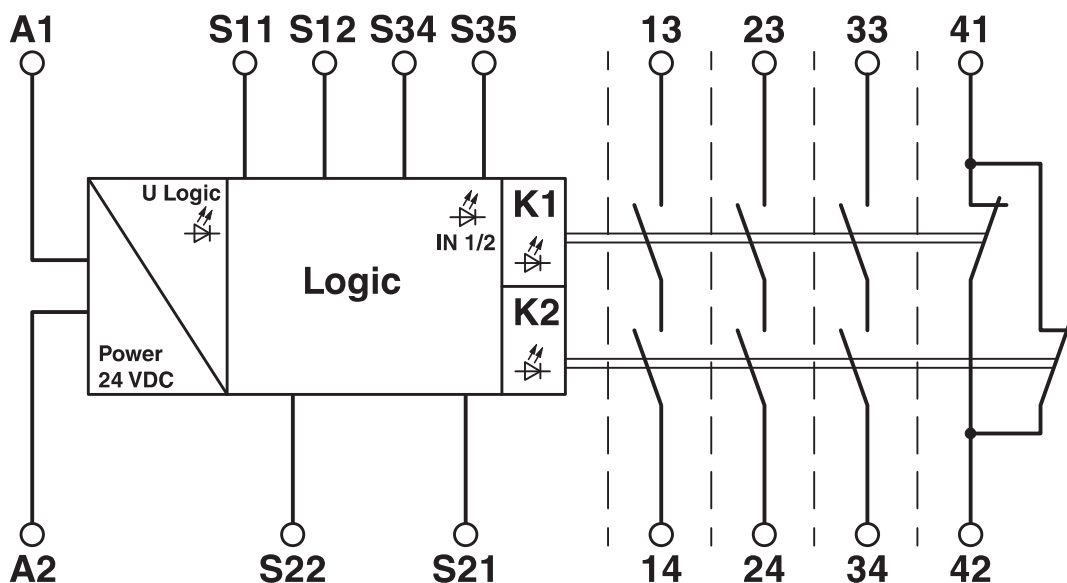 A1 S11 S12 S34 S35 13 23 33 41
U Logic
IN 1/2
K1
Logic
K2
Power
24 VDC
A2 S22 S21 14 24 34 42